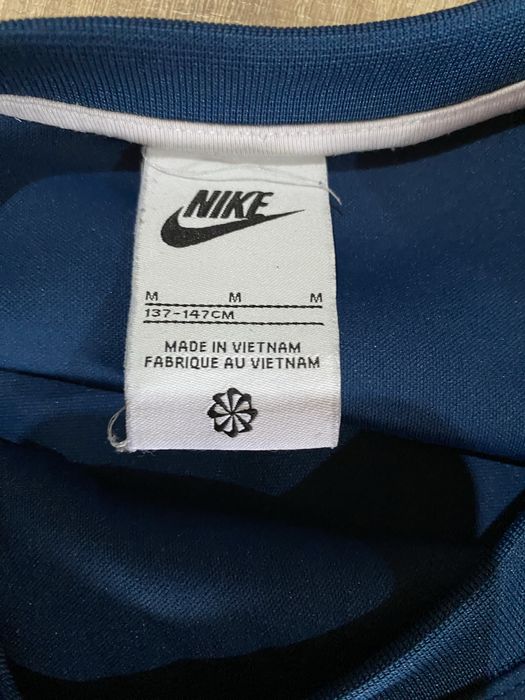 NIKE
M M M
137-147CM
MADE IN VIETNAM
FABRIQUE AU VIETNAM